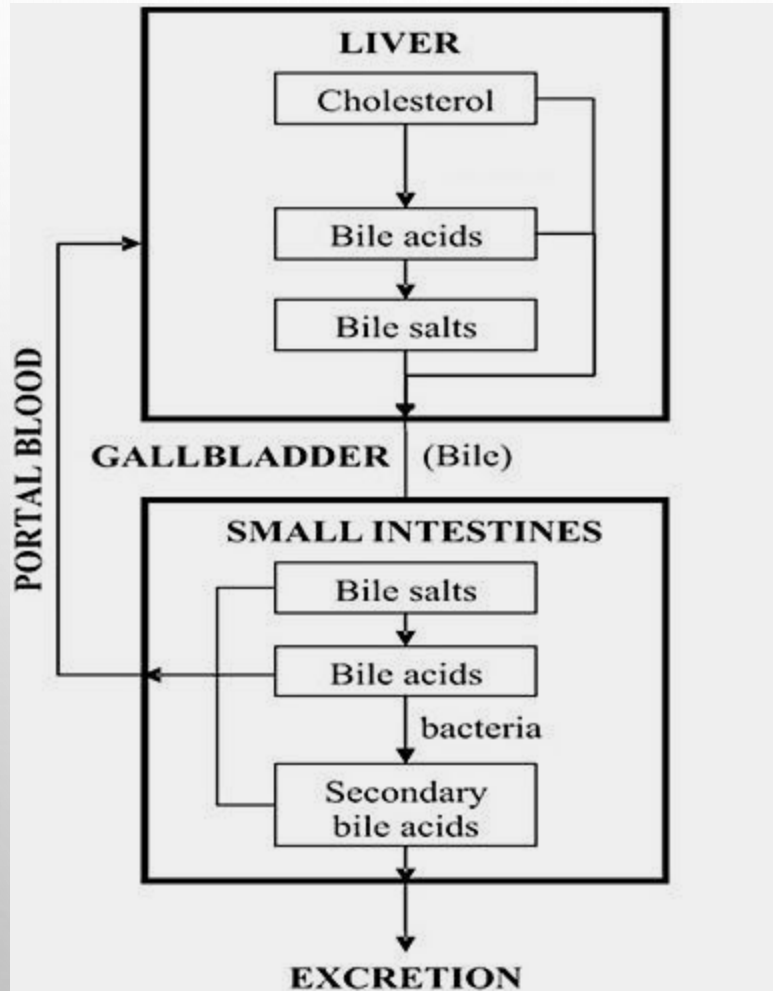 LIVER
Cholesterol
Bile acids
Bile salts
PORTAL BLOOD
GALLBLADDER (Bile)
SMALL INTESTINES
Bile salts
Bile acids
bacteria
Secondary
bile acids
EXCRETION